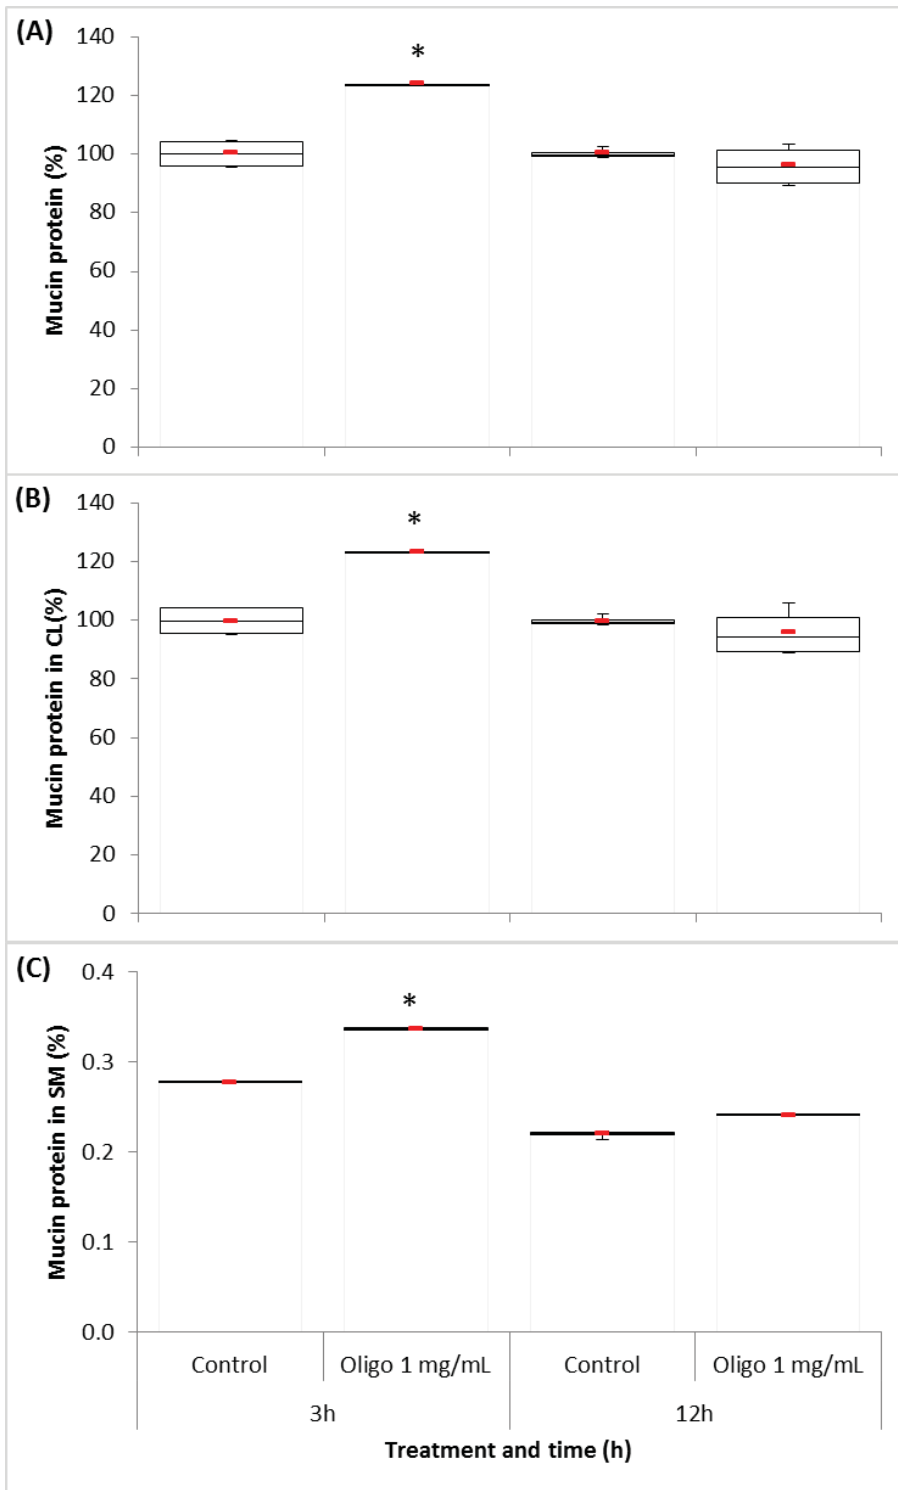 (A)
Mucin protein (%)
140
120
100
80
60
40
20
0
*
(B)
Mucin protein in CL(%)
140
120
100
80
60
40
20
0
*
(C)
Mucin protein in SM (%)
0.4
0.3
0.2
0.1
0.0
*
Control Oligo 1 mg/mL Control Oligo 1 mg/mL
3h 12h
Treatment and time (h)